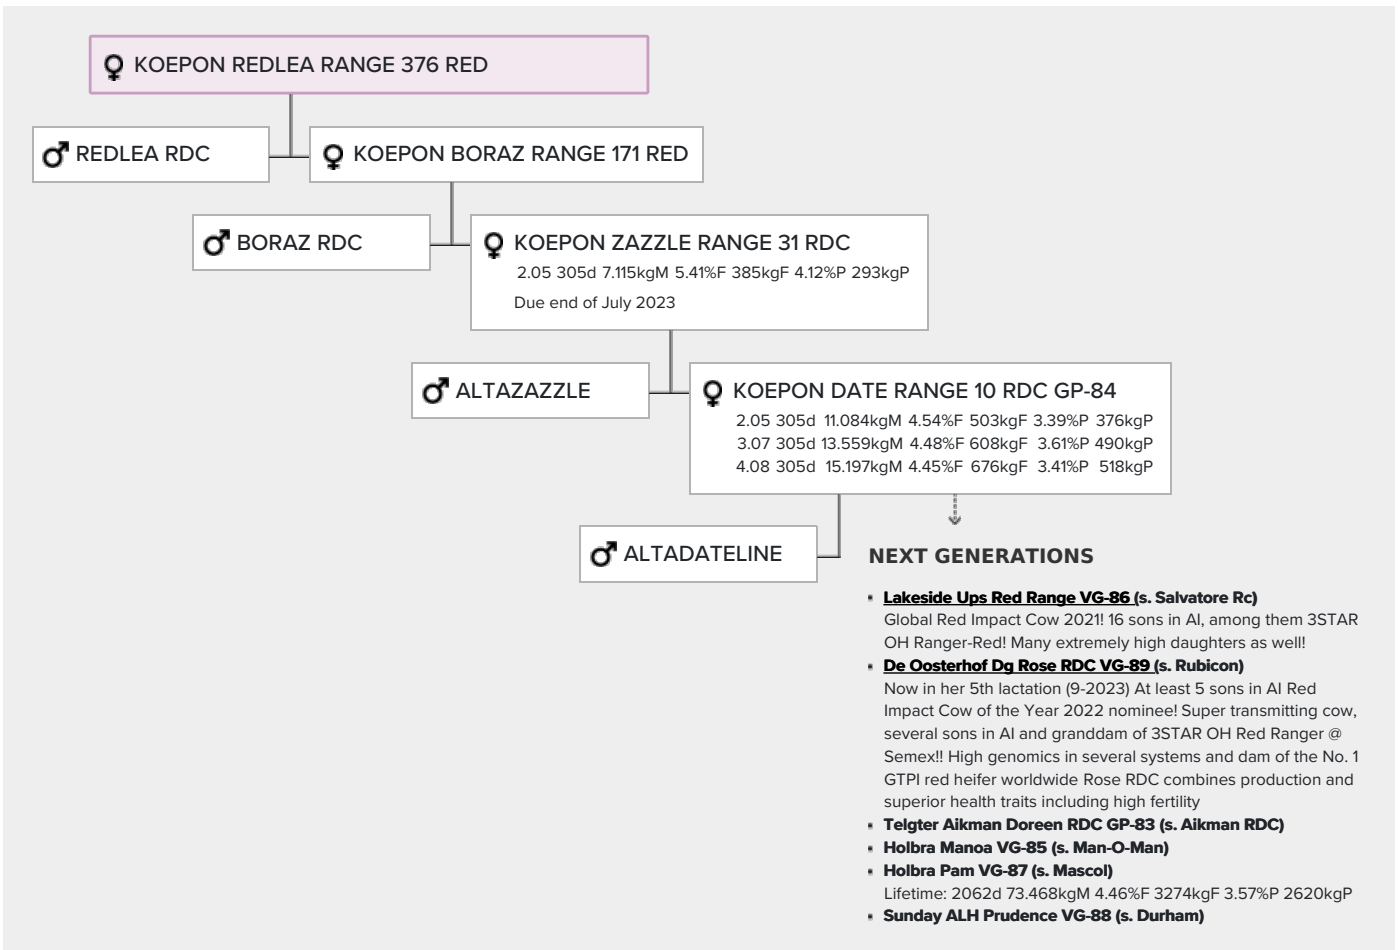 KOEPON REDLEA RANGE 376 RED
REDLEA RDC
KOEPON BORAZ RANGE 171 RED
BORAZ RDC
KOEPON ZAZZLE RANGE 31 RDC
2.05 305d 7.115kgM 5.41%F 385kgF 4.12%P 293kgP
Due end of July 2023
ALTAZAZZLE
KOEPON DATE RANGE 10 RDC GP-84
2.05 305d 11.084kgM 4.54%F 503kgF 3.39%P 376kgP
3.07 305d 13.559kgM 4.48%F 608kgF 3.61%P 490kgP
4.08 305d 15.197kgM 4.45%F 676kgF 3.41%P 518kgP
ALTADATELINE
NEXT GENERATIONS
Lakeside Ups Red Range VG-86 (s. Salvatore Rc)
Global Red Impact Cow 2021! 16 sons in AI, among them 3STAR
OH Ranger-Red! Many extremely high daughters as well!
De Oosterhof Dg Rose RDC VG-89 (s. Rubicon)
Now in her 5th lactation (9-2023) At least 5 sons in AI Red
Impact Cow of the Year 2022 nominee! Super transmitting cow,
several sons in AI and granddam of 3STAR OH Red Ranger @
Semex!! High genomics in several systems and dam of the No. 1
GTPI red heifer worldwide Rose RDC combines production and
superior health traits including high fertility
Telgter Aikman Doreen RDC GP-83 (s. Aikman RDC)
Holbra Manoa VG-85 (s. Man-O-Man)
Holbra Pam VG-87 (s. Mascol)
Lifetime: 2062d 73.468kgM 4.46%F 3274kgF 3.57%P 2620kgP
Sunday ALH Prudence VG-88 (s. Durham)